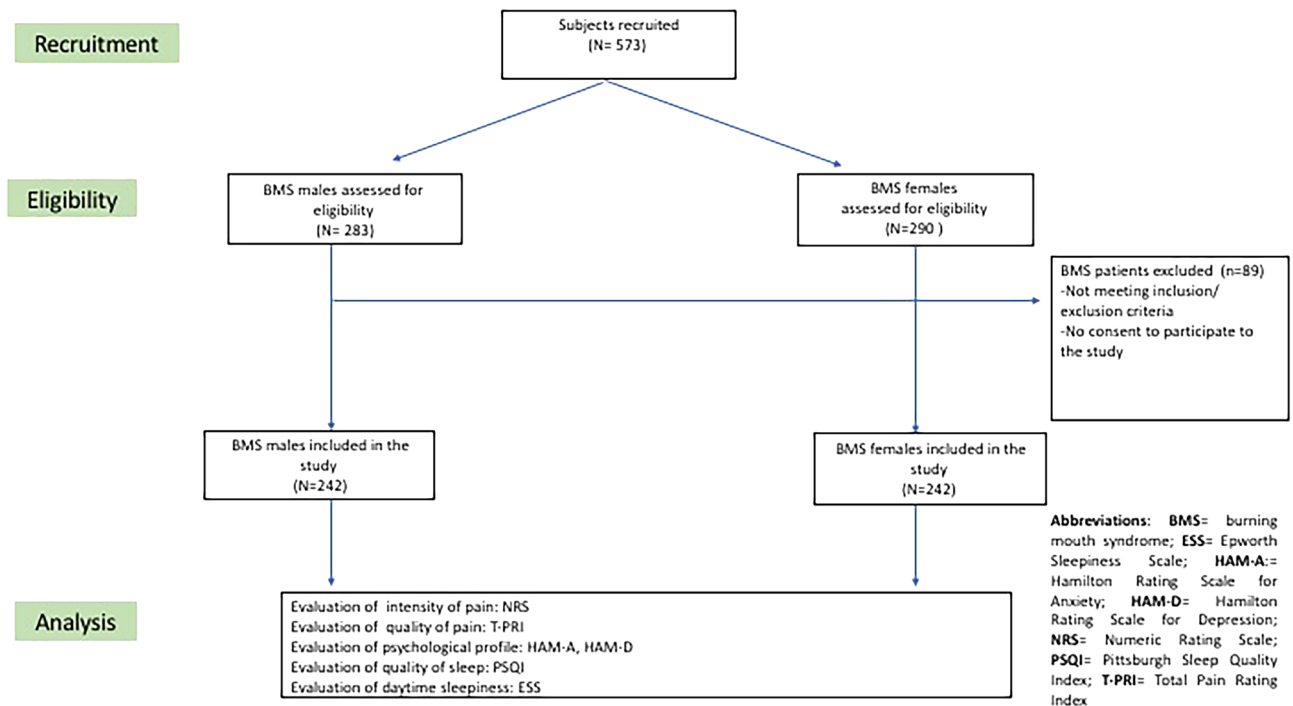 Recruitment
Subjects recruited
(N= 573)
Eligibility
BMS males assessed for
eligibility
(N= 283)
BMS females
assessed for eligibility
(N=290 )
BMS patients excluded (n=89)
-Not meeting inclusion/
exclusion criteria
-No consent to participate to
the study
BMS males included in the
study
(N=242)
BMS females included in the
study
(N=242)
Analysis
Evaluation of intensity of pain: NRS
Evaluation of quality of pain: T-PRI
Evaluation of psychological profile: HAM-A, HAM-D
Evaluation of quality of sleep: PSQI
Evaluation of daytime sleepiness: ESS
Abbreviations: BMS= burning
mouth syndrome; ESS= Epworth
Sleepiness Scale; HAM-A:=
Hamilton Rating Scale for
Anxiety; HAM-D= Hamilton
Rating Scale for Depression;
NRS= Numeric Rating Scale;
PSQI= Pittsburgh Sleep Quality
Index; T-PRI= Total Pain Rating
Index